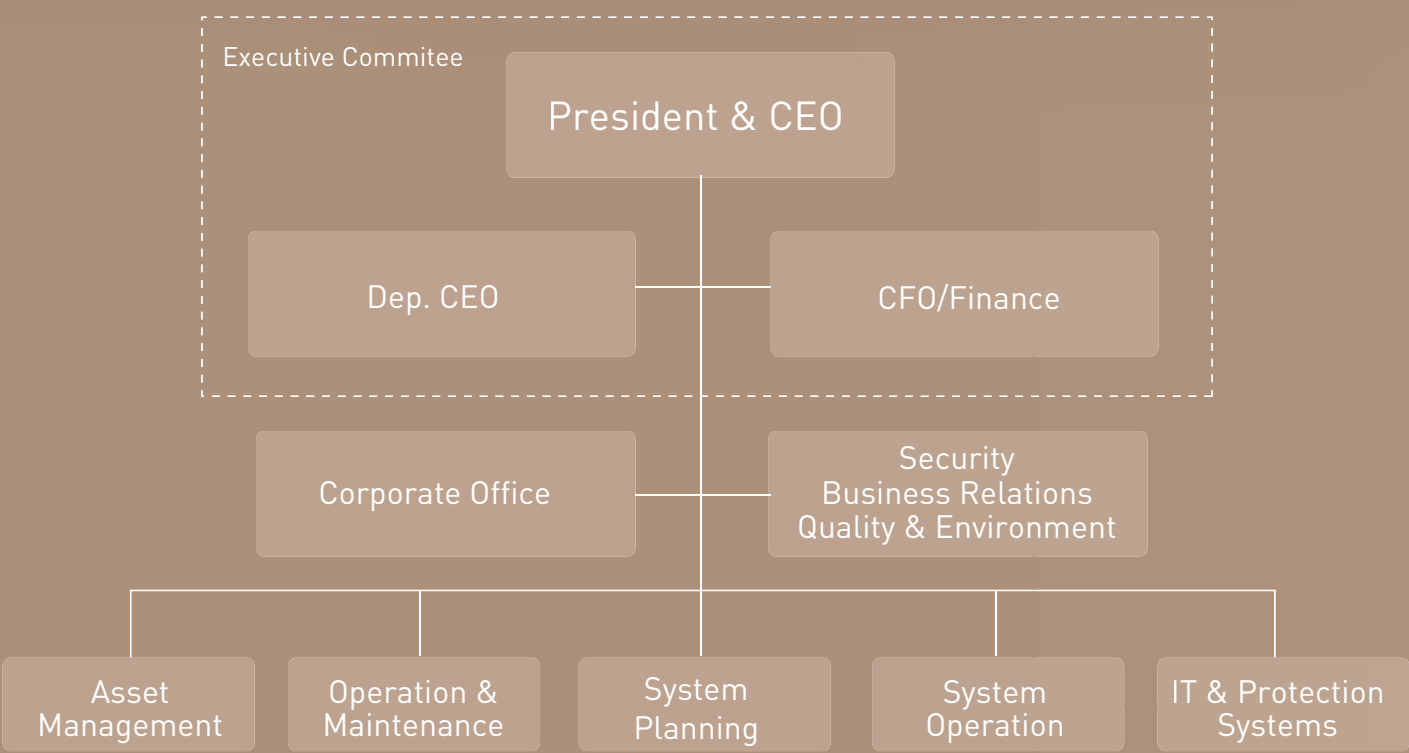 Executive Commitee
President & CEO
Dep. CEO
CFO/Finance
Corporate Office
Security
Business Relations
Quality & Environment
Asset
Management
Operation &
Maintenance
System
Planning
System
Operation
IT & Protection
Systems